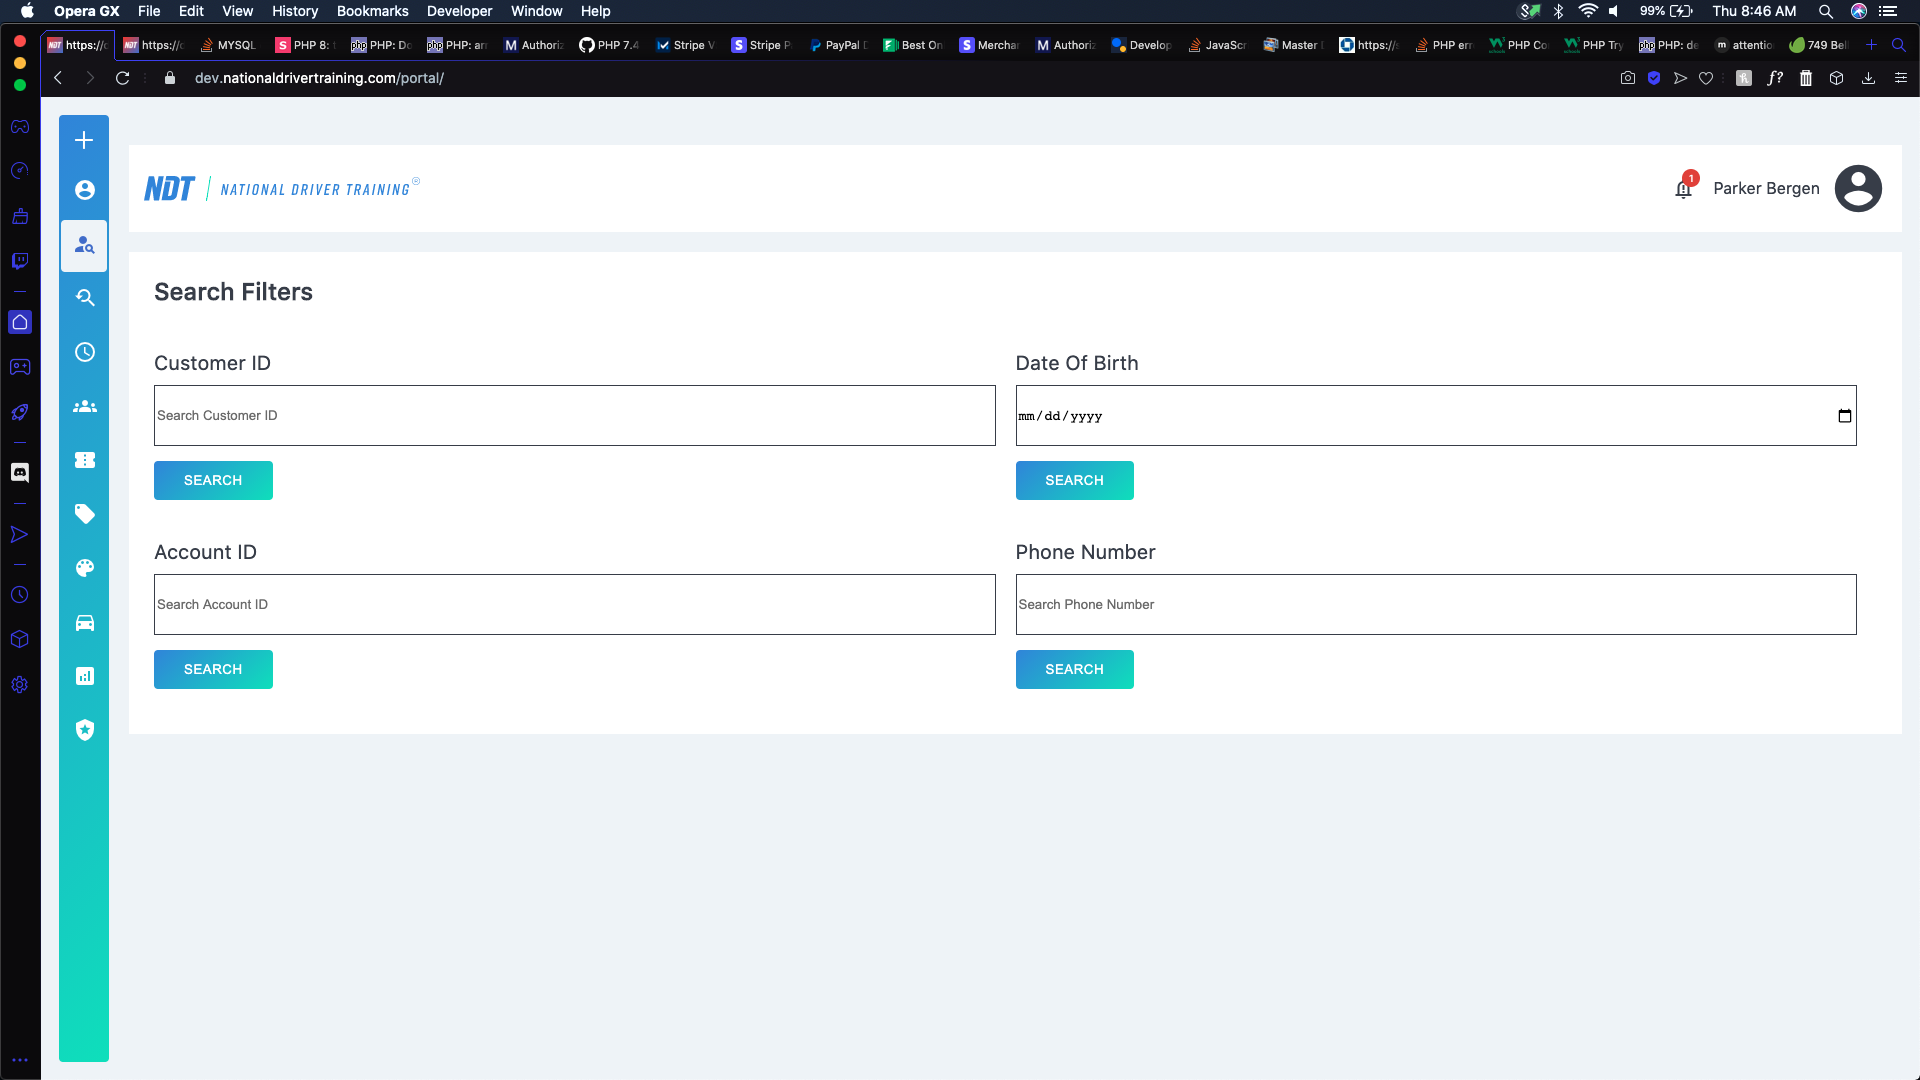 Opera GX File Edit View History Bookmarks Developer Window Help 99% Thu 8:46 AM
https://c https://c MYSQL PHP 8: PHP: Do PHP: arr Authoriz PHP 7.4 Stripe V Stripe P PayPal D Best On Mercha Authoriz Develop JavaScr Master https://s PHP err PHP Co PHP Try PHP: de attentio 749 Bel
dev.nationaldrivertraining.com/portal/
NDT NATIONAL DRIVER TRAINING®
1
Parker Bergen
Search Filters
Customer ID Date Of Birth
Search Customer ID mm/dd/yyyy
SEARCH SEARCH
Account ID Phone Number
Search Account ID Search Phone Number
SEARCH SEARCH